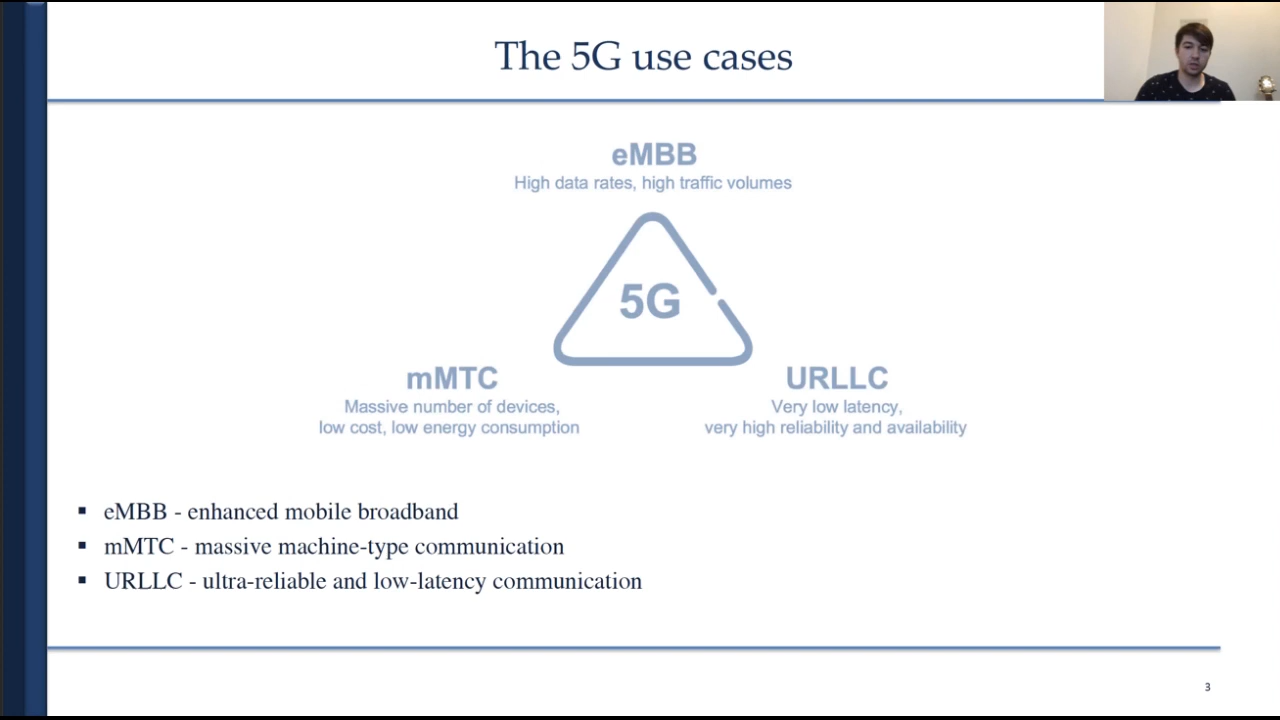 The 5G use cases
eMBB
High data rates, high traffic volumes
5G
mMTC
Massive number of devices,
low cost, low energy consumption
URLLC
Very low latency,
very high reliability and availability
▪ eMBB - enhanced mobile broadband
▪ mMTC - massive machine-type communication
▪ URLLC - ultra-reliable and low-latency communication
3